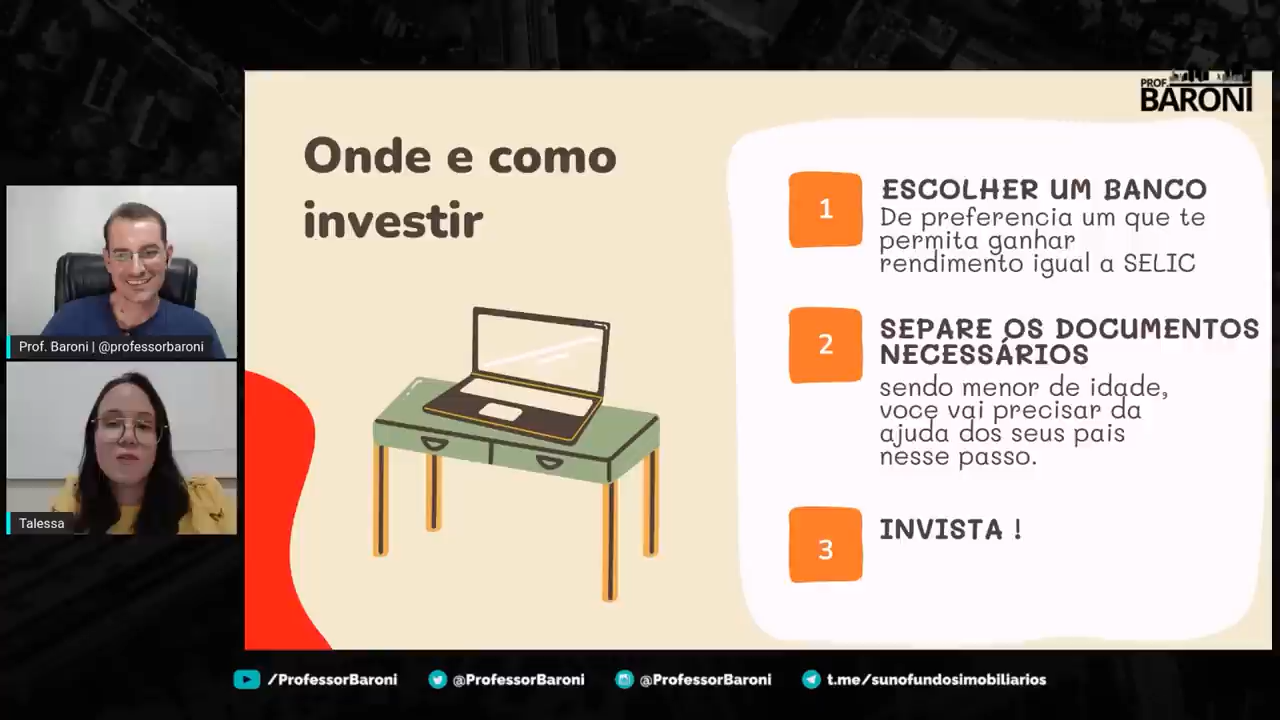 PROF.
BARONI
Onde e como
investir
1
ESCOLHER UM BANCO
De preferencia um que te
permita ganhar
rendimento igual a SELIC
2
SEPARE OS DOCUMENTOS
NECESSÁRIOS
sendo menor de idade,
voce vai precisar da
ajuda dos seus pais
nesse passo.
3
INVISTA !
Prof. Baroni | @professorbaroni
Talessa
/ProfessorBaroni
@ProfessorBaroni
@ProfessorBaroni
t.me/sunofundosimobiliarios